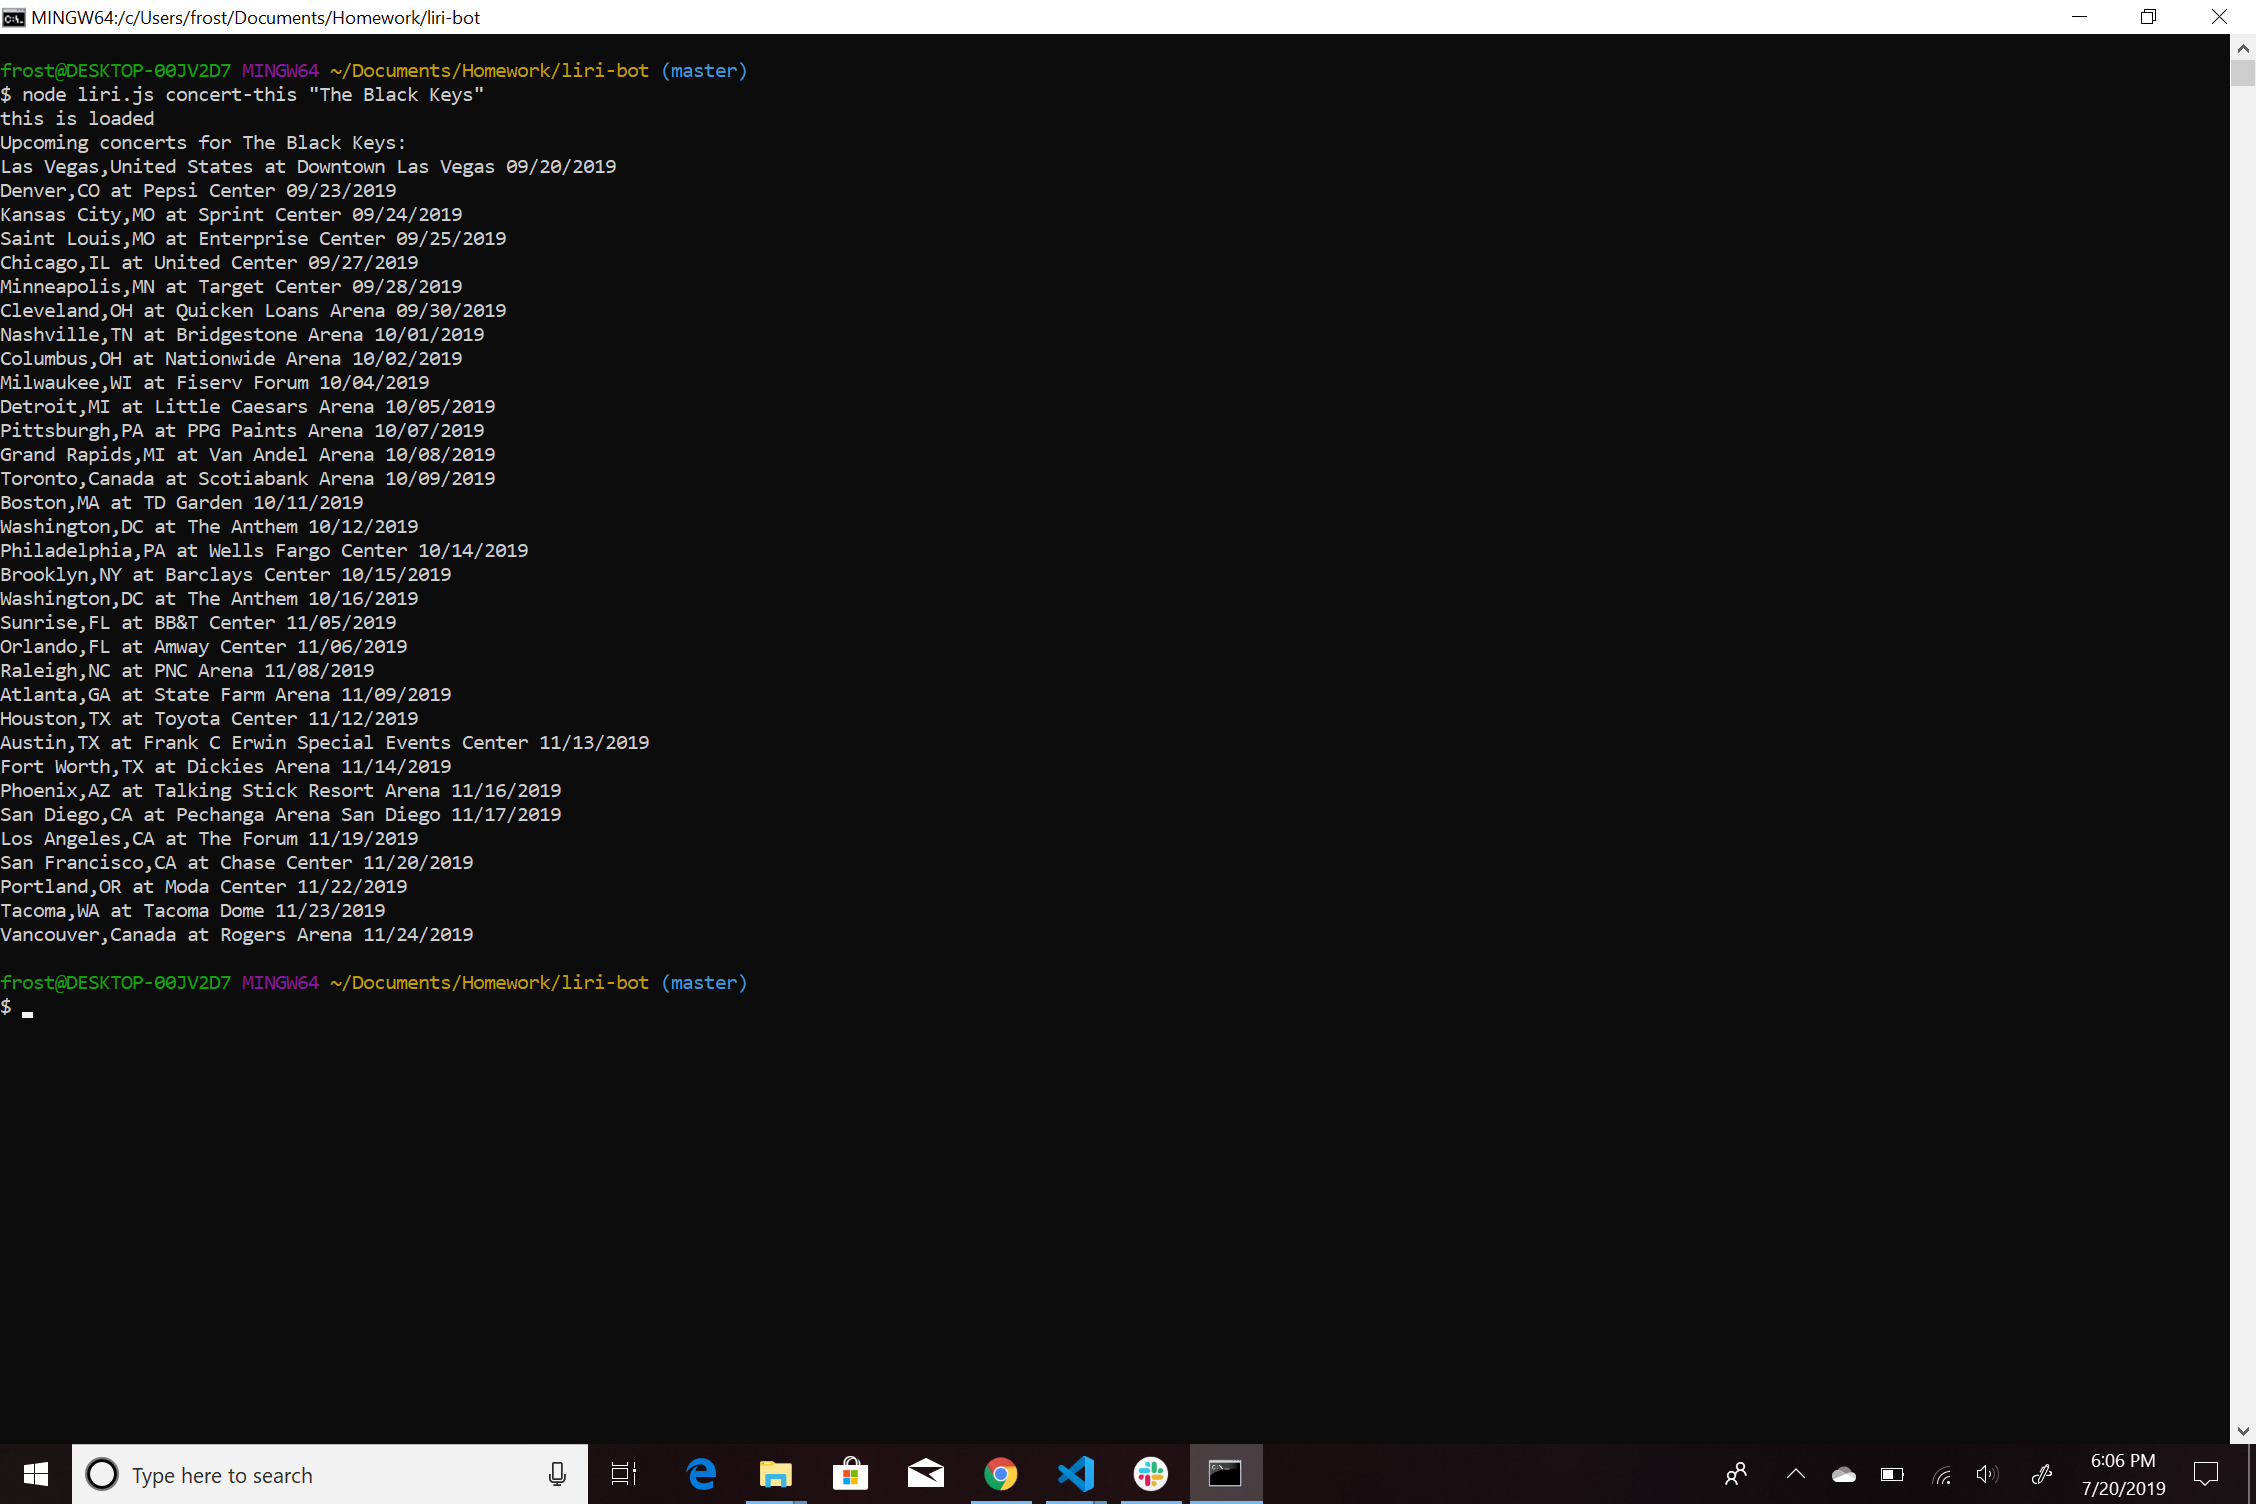 MINGW64:/c/Users/frost/Documents/Homework/liri-bot
frost@DESKTOP-00JV2D7 MINGW64 ~/Documents/Homework/liri-bot (master)
$ node liri.js concert-this "The Black Keys"
this is loaded
Upcoming concerts for The Black Keys:
Las Vegas,United States at Downtown Las Vegas 09/20/2019
Denver,CO at Pepsi Center 09/23/2019
Kansas City,MO at Sprint Center 09/24/2019
Saint Louis,MO at Enterprise Center 09/25/2019
Chicago,IL at United Center 09/27/2019
Minneapolis,MN at Target Center 09/28/2019
Cleveland,OH at Quicken Loans Arena 09/30/2019
Nashville,TN at Bridgestone Arena 10/01/2019
Columbus,OH at Nationwide Arena 10/02/2019
Milwaukee,WI at Fiserv Forum 10/04/2019
Detroit,MI at Little Caesars Arena 10/05/2019
Pittsburgh,PA at PPG Paints Arena 10/07/2019
Grand Rapids,MI at Van Andel Arena 10/08/2019
Toronto,Canada at Scotiabank Arena 10/09/2019
Boston,MA at TD Garden 10/11/2019
Washington,DC at The Anthem 10/12/2019
Philadelphia,PA at Wells Fargo Center 10/14/2019
Brooklyn,NY at Barclays Center 10/15/2019
Washington,DC at The Anthem 10/16/2019
Sunrise,FL at BB&T Center 11/05/2019
Orlando,FL at Amway Center 11/06/2019
Raleigh,NC at PNC Arena 11/08/2019
Atlanta,GA at State Farm Arena 11/09/2019
Houston,TX at Toyota Center 11/12/2019
Austin,TX at Frank C Erwin Special Events Center 11/13/2019
Fort Worth,TX at Dickies Arena 11/14/2019
Phoenix,AZ at Talking Stick Resort Arena 11/16/2019
San Diego,CA at Pechanga Arena San Diego 11/17/2019
Los Angeles,CA at The Forum 11/19/2019
San Francisco,CA at Chase Center 11/20/2019
Portland,OR at Moda Center 11/22/2019
Tacoma,WA at Tacoma Dome 11/23/2019
Vancouver,Canada at Rogers Arena 11/24/2019
frost@DESKTOP-00JV2D7 MINGW64 ~/Documents/Homework/liri-bot (master)
$
Type here to search
6:06 PM
7/20/2019